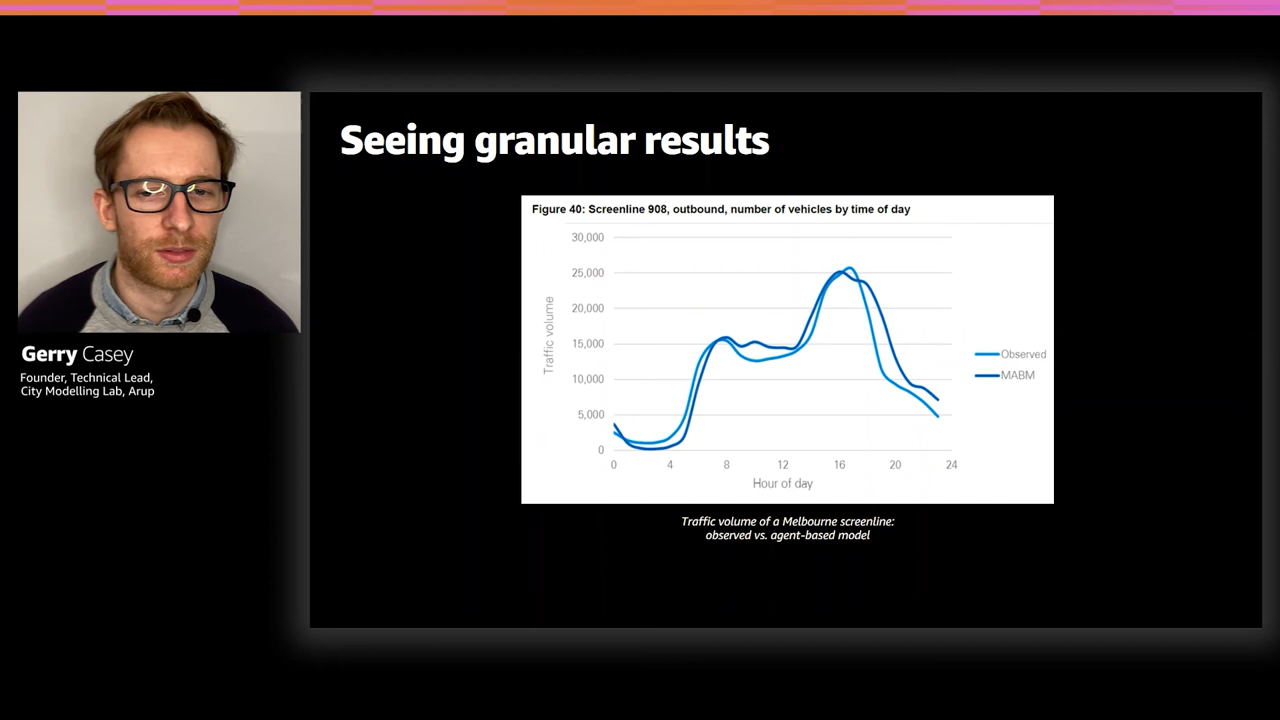 Seeing granular results
Figure 40: Screenline 908, outbound, number of vehicles by time of day
30,000
25,000
20,000
15,000
10,000
5,000
0
Traffic volume
0 4 8 12 16 20 24
Hour of day
Observed
MABM
Traffic volume of a Melbourne screenline:
observed vs. agent-based model
Gerry Casey
Founder, Technical Lead,
City Modelling Lab, Arup